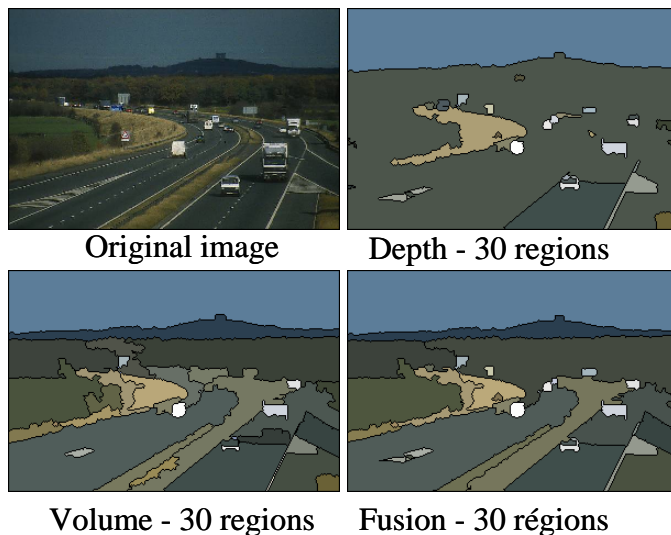 Original image
Depth - 30 regions
Volume - 30 regions
Fusion - 30 régions